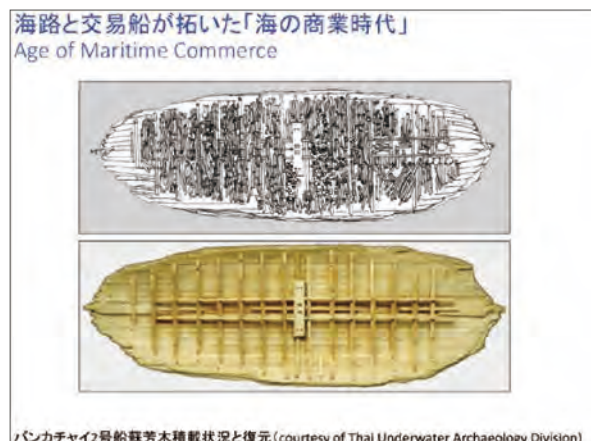 海路と交易船が拓いた「海の商業時代」
Age of Maritime Commerce
バンカチャイ2号船蘇芳木積載状況と復元（courtesy of Thai Underwater Archaeology Division）